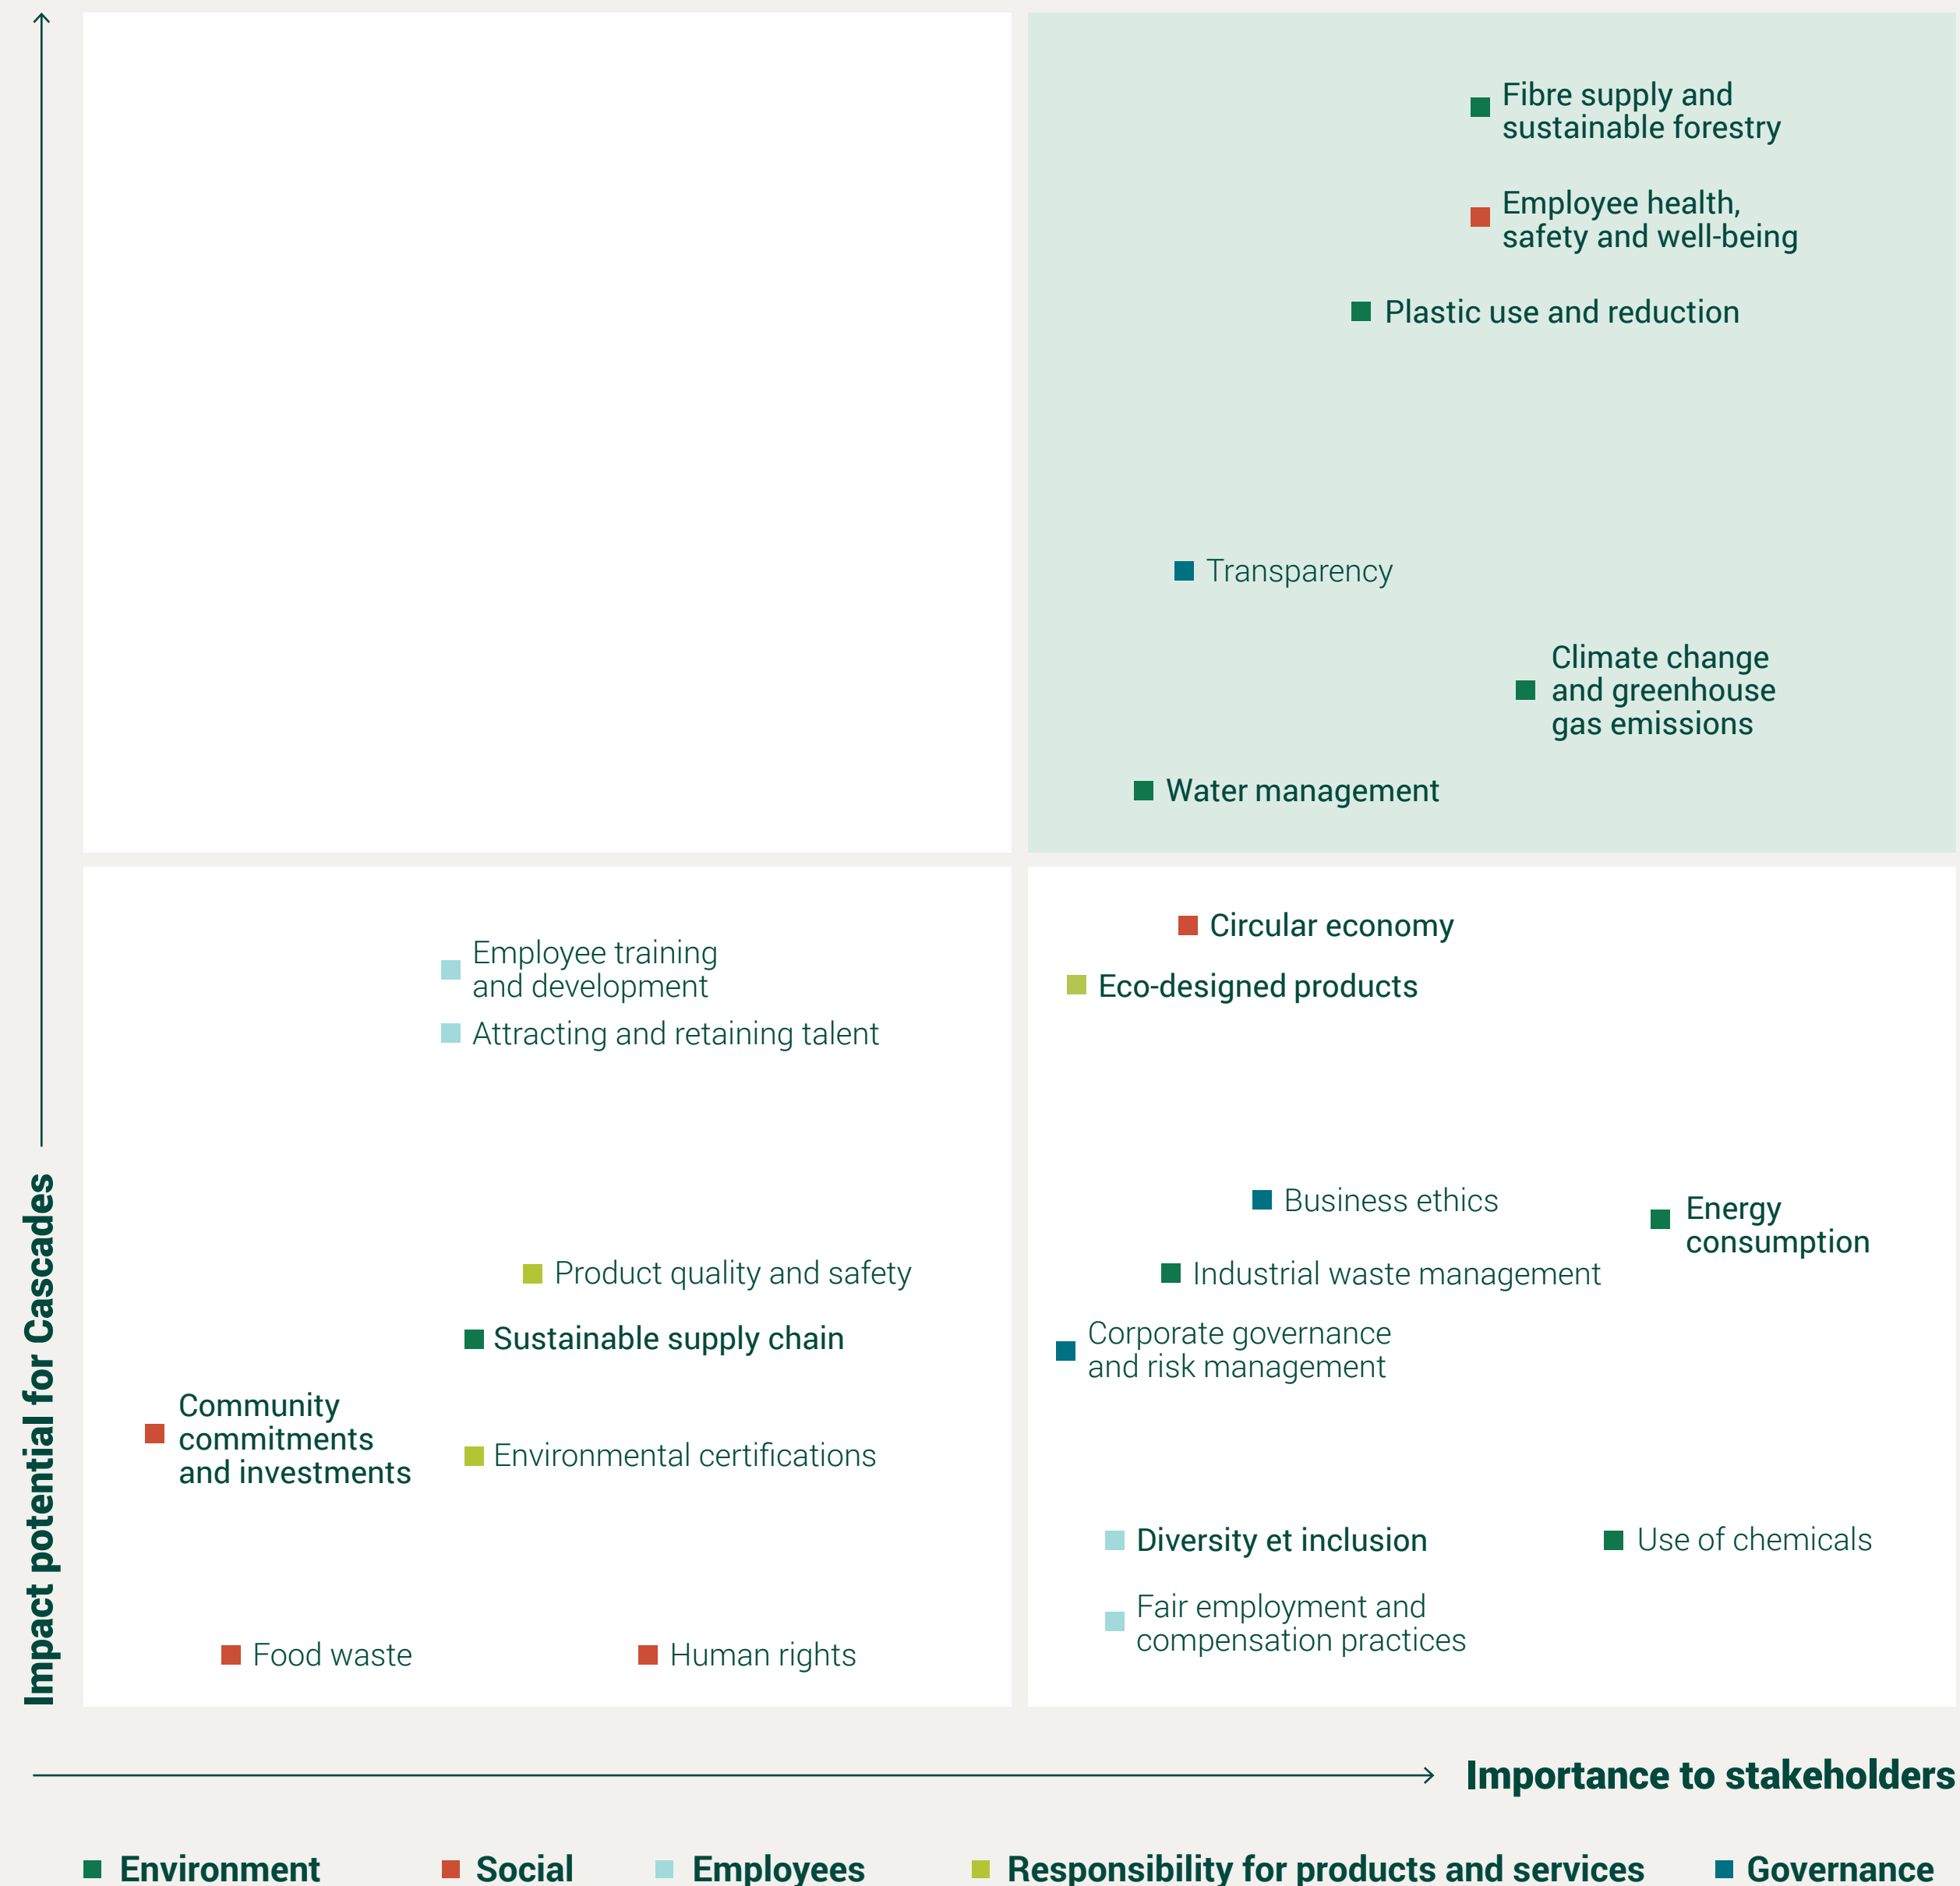 Fibre supply and
sustainable forestry
Employee health,
safety and well-being
Plastic use and reduction
Transparency
Climate change
and greenhouse
gas emissions
Water management
Employee training
and development
Attracting and retaining talent
Product quality and safety
Sustainable supply chain
Community
commitments
and investments
Environmental certifications
Food waste
Human rights
Circular economy
Eco-designed products
Business ethics
Energy
consumption
Industrial waste management
Corporate governance
and risk management
Diversity et inclusion
Use of chemicals
Fair employment and
compensation practices
Impact potential for Cascades
Importance to stakeholders
Environment
Social
Employees
Responsibility for products and services
Governance